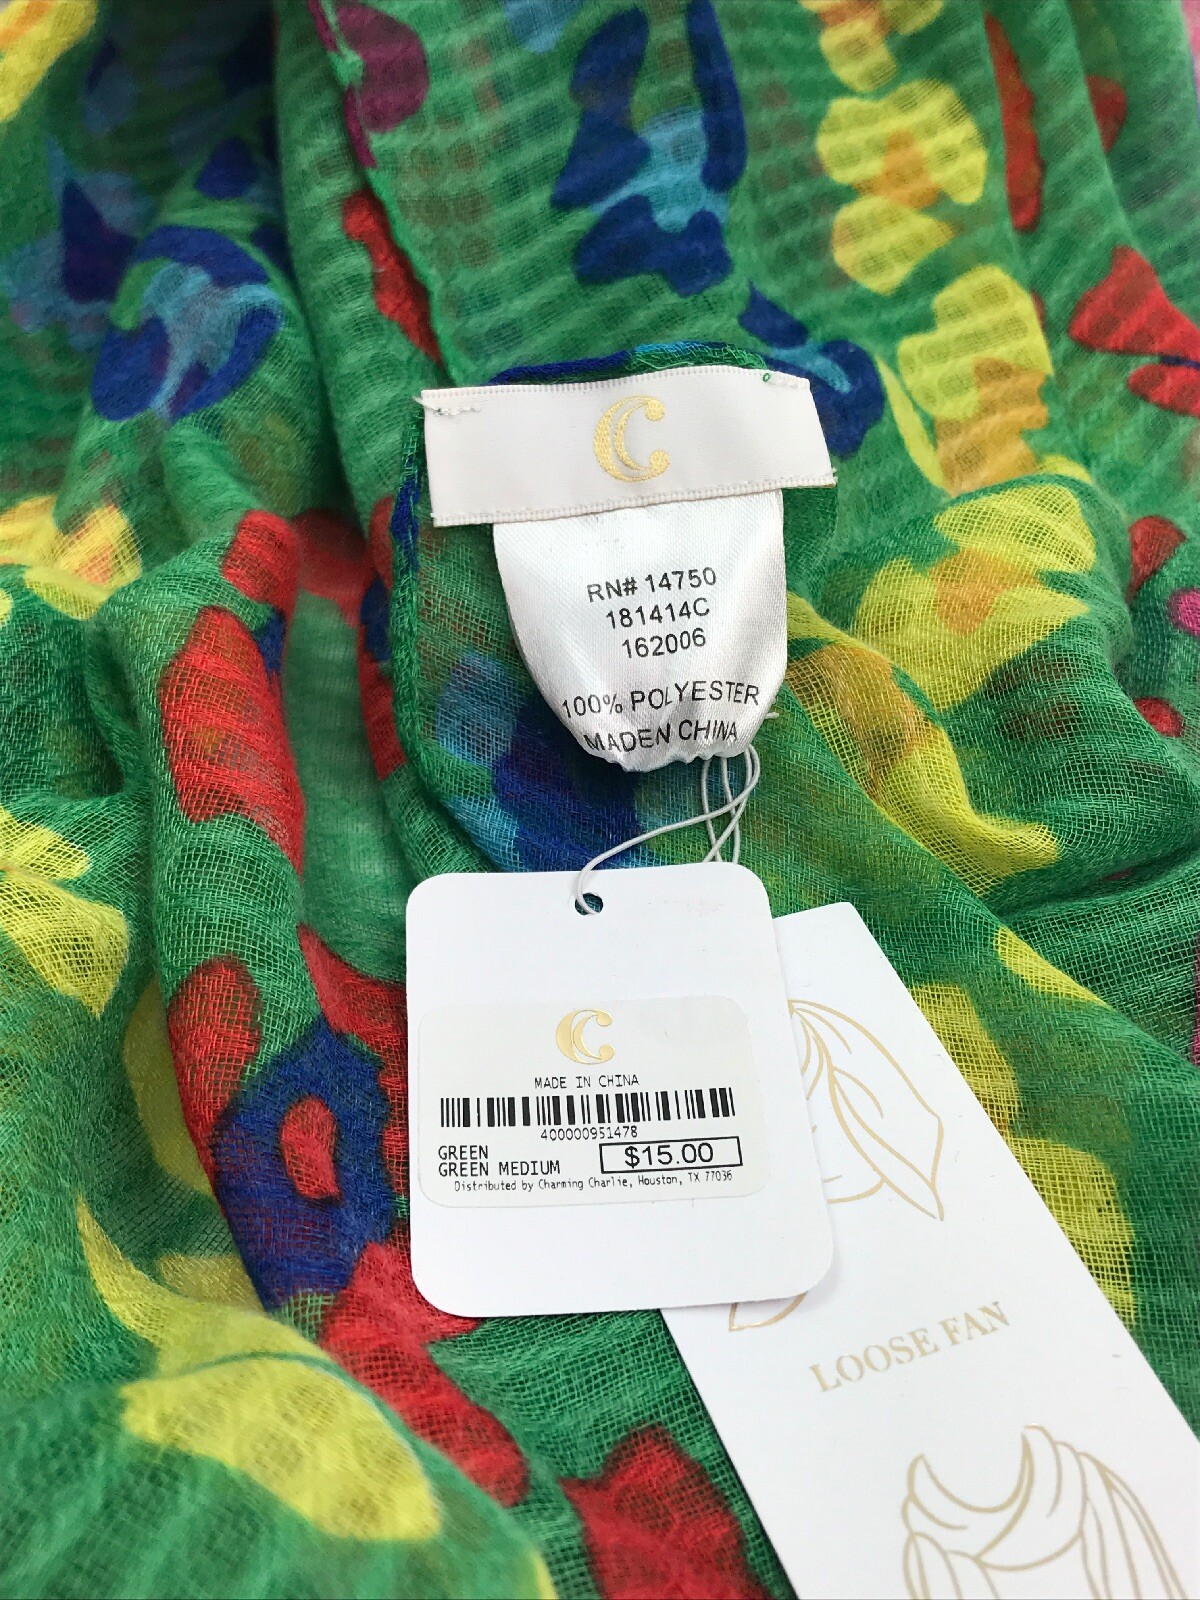 RN# 14750
181414C
162006
100% POLYESTER
MADEN CHINA
MADE IN CHINA
400000951478
GREEN
GREEN MEDIUM
$15.00
Distributed by Charming Charlie, Houston, TX 77036
LOOSE FAN